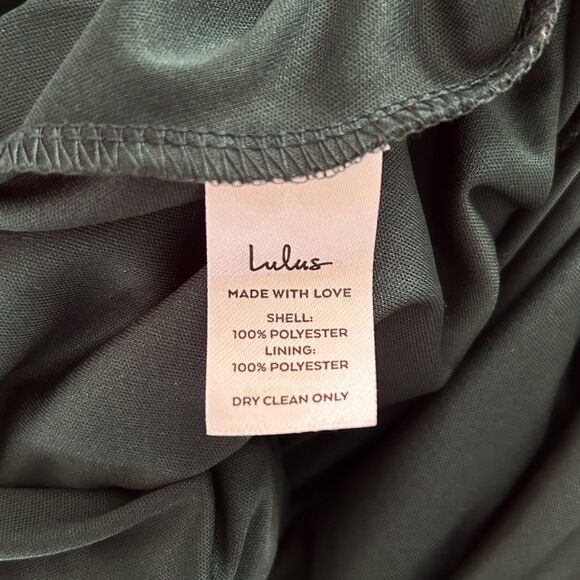 Lulus
MADE WITH LOVE
SHELL:
100% POLYESTER
LINING:
100% POLYESTER
DRY CLEAN ONLY